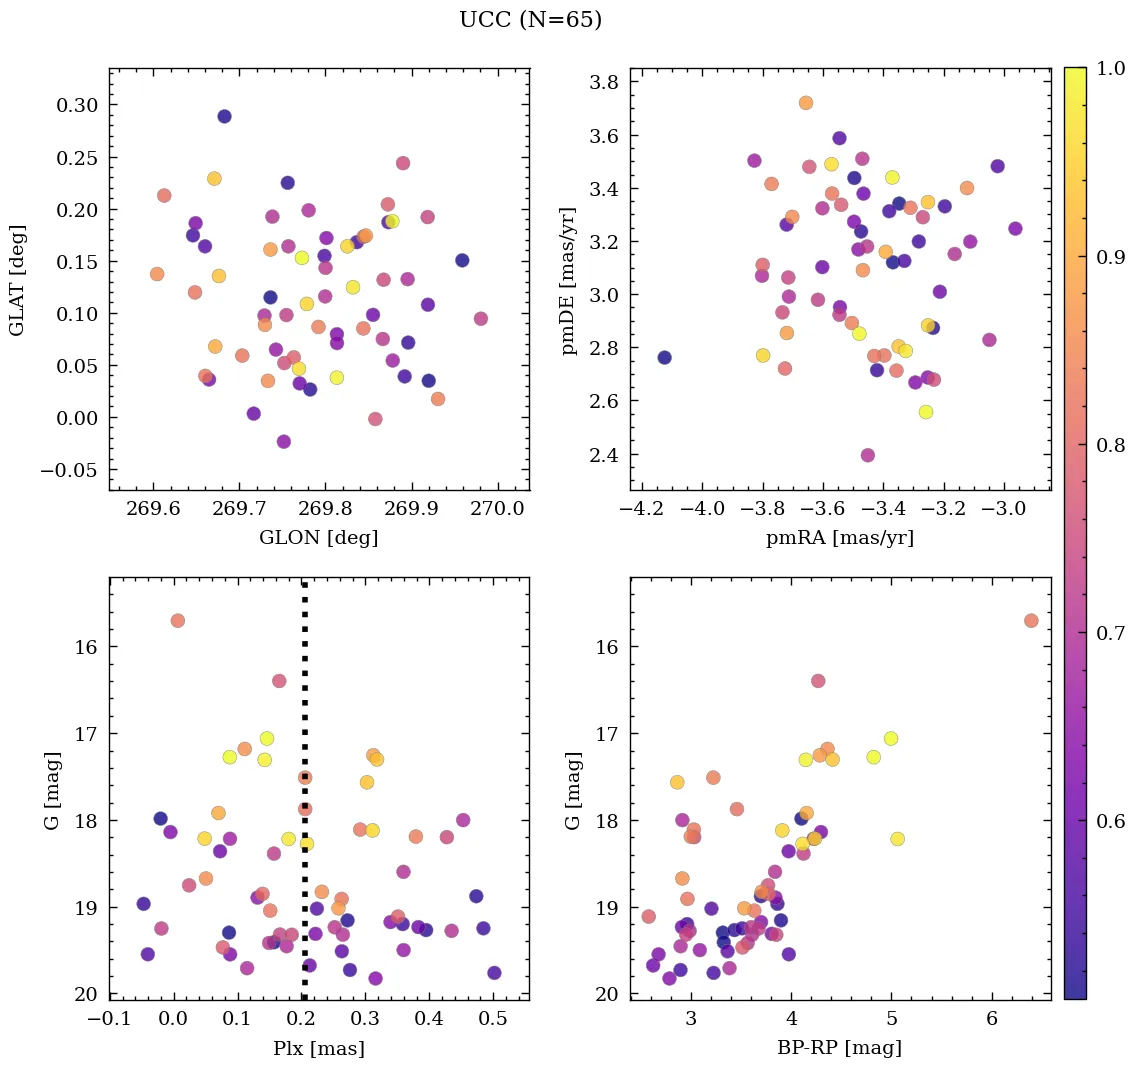 UCC (N=65)
0.30
0.25
0.20
0.15
0.10
0.05
0.00
−0.05
GLAT [deg]
269.6 269.7 269.8 269.9 270.0
GLON [deg]
3.8
3.6
3.4
3.2
3.0
2.8
2.6
2.4
pmDE [mas/yr]
−4.2 −4.0 −3.8 −3.6 −3.4 −3.2 −3.0
pmRA [mas/yr]
1.0
0.9
0.8
0.7
0.6
16
17
18
19
20
G [mag]
−0.1 0.0 0.1 0.2 0.3 0.4 0.5
Plx [mas]
16
17
18
19
20
G [mag]
3 4 5 6
BP-RP [mag]